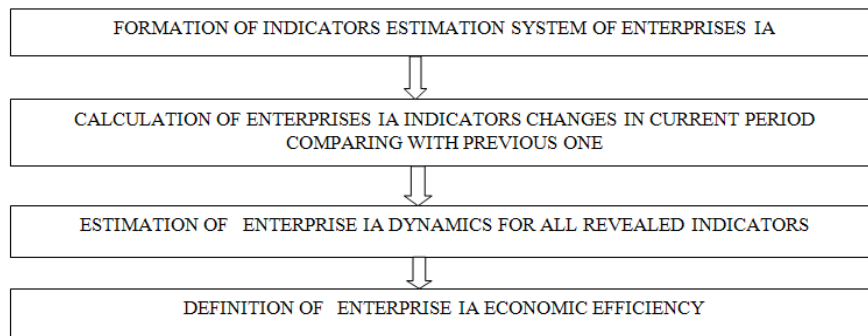 FORMATION OF INDICATORS ESTIMATION SYSTEM OF ENTERPRISES IA
CALCULATION OF ENTERPRISES IA INDICATORS CHANGES IN CURRENT PERIOD
COMPARING WITH PREVIOUS ONE
ESTIMATION OF ENTERPRISE IA DYNAMICS FOR ALL REVEALED INDICATORS
DEFINITION OF ENTERPRISE IA ECONOMIC EFFICIENCY